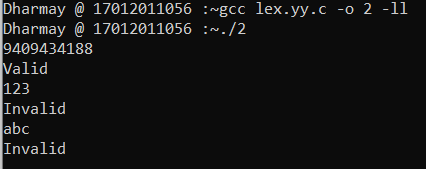 Dharmay @ 17012011056 :~gcc lex.yy.c -o 2 -ll
Dharmay @ 17012011056 :~./2
9409434188
Valid
123
Invalid
abc
Invalid